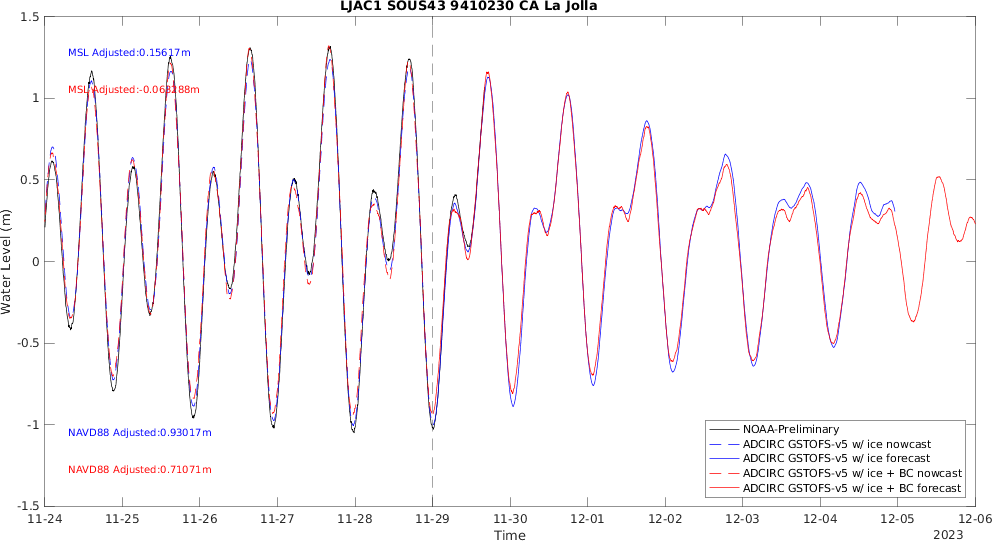 LJAC1 SOUS43 9410230 CA La Jolla
1.5
1
0.5
0
-0.5
-1
-1.5
Water Level (m)
MSL Adjusted:0.15617m
MSL Adjusted:-0.063288m
NAVD88 Adjusted:0.93017m
NAVD88 Adjusted:0.71071m
NOAA-Preliminary
ADCIRC GSTOFS-v5 w/ ice nowcast
ADCIRC GSTOFS-v5 w/ ice forecast
ADCIRC GSTOFS-v5 w/ ice + BC nowcast
ADCIRC GSTOFS-v5 w/ ice + BC forecast
11-24 11-25 11-26 11-27 11-28 11-29 11-30 12-01 12-02 12-03 12-04 12-05 12-06
Time
2023